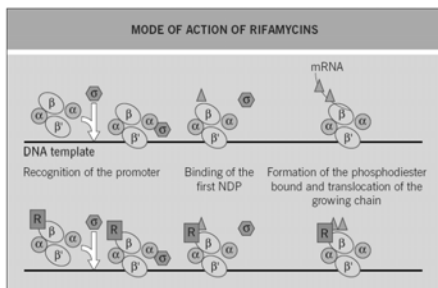 MODE OF ACTION OF RIFAMYCINS
mRNA
β σ
α α
β'
β
α α
β' σ
σ
β
α α
β'
β
α α
β'
DNA template
Recognition of the promoter
Binding of the
first NDP
Formation of the phosphodiester
bound and translocation of the
growing chain
R σ
β
α α
β'
R
β
α α
β' σ
σ
R β
α α
β'
R β
α α
β'